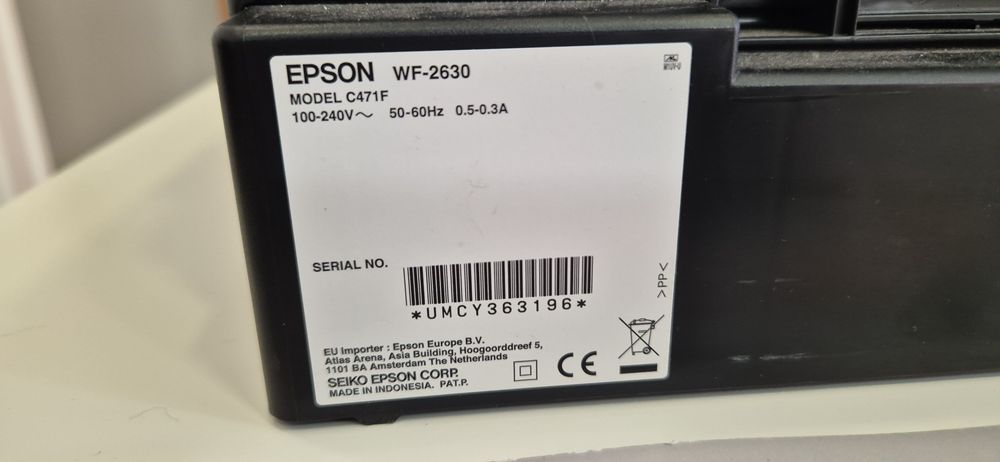 EPSON WF-2630
MODEL C471F
100-240V～ 50-60Hz 0.5-0.3A
SERIAL NO.
*UMCY363196*
>PP<
EU Importer : Epson Europe B.V.
Atlas Arena, Asia Building, Hoogoorddreef 5,
1101 BA Amsterdam The Netherlands
SEIKO EPSON CORP.
MADE IN INDONESIA. PAT.P.
CE